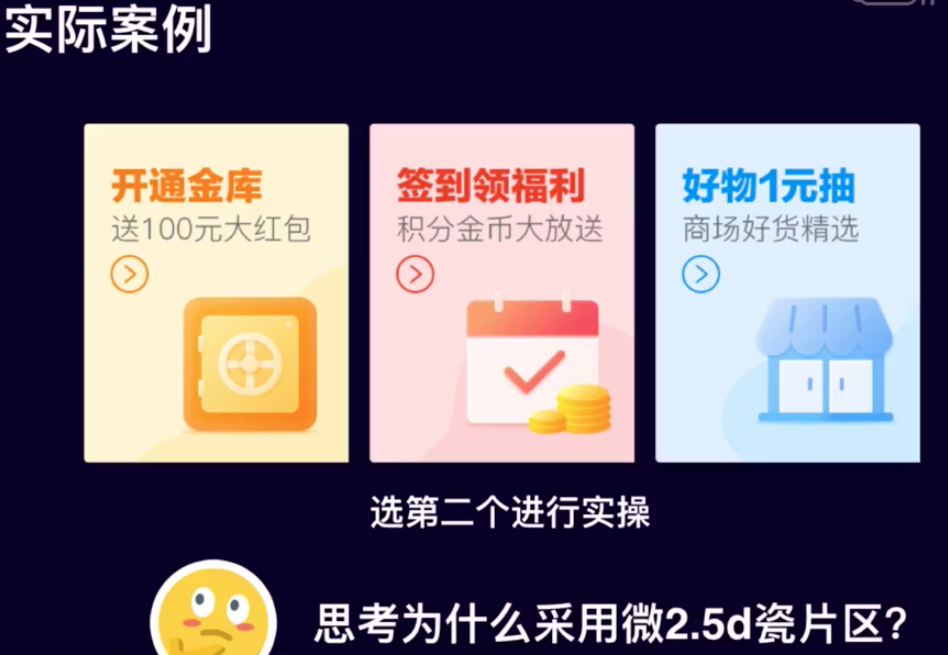 实际案例
开通金库
送100元大红包
签到领福利
积分金币大放送
好物1元抽
商场好货精选
选第二个进行实操
思考为什么采用微2.5d瓷片区?